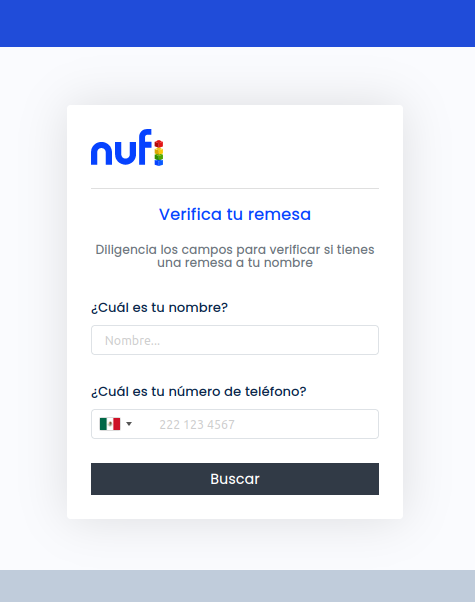 nufi
Verifica tu remesa
Diligencia los campos para verificar si tienes
una remesa a tu nombre
¿Cuál es tu nombre?
Nombre...
¿Cuál es tu número de teléfono?
222 123 4567
Buscar